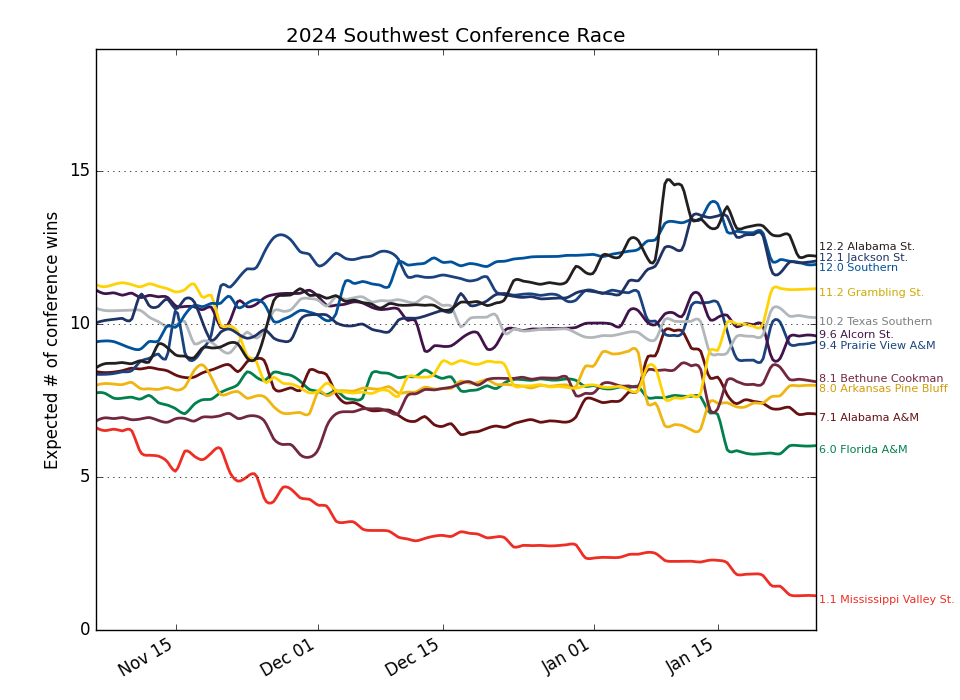 2024 Southwest Conference Race
Expected # of conference wins
15
10
5
0
12.2 Alabama St.
12.1 Jackson St.
12.0 Southern
11.2 Grambling St.
10.2 Texas Southern
9.6 Alcorn St.
9.4 Prairie View A&M
8.1 Bethune Cookman
8.0 Arkansas Pine Bluff
7.1 Alabama A&M
6.0 Florida A&M
1.1 Mississippi Valley St.
Nov 15
Dec 01
Dec 15
Jan 01
Jan 15